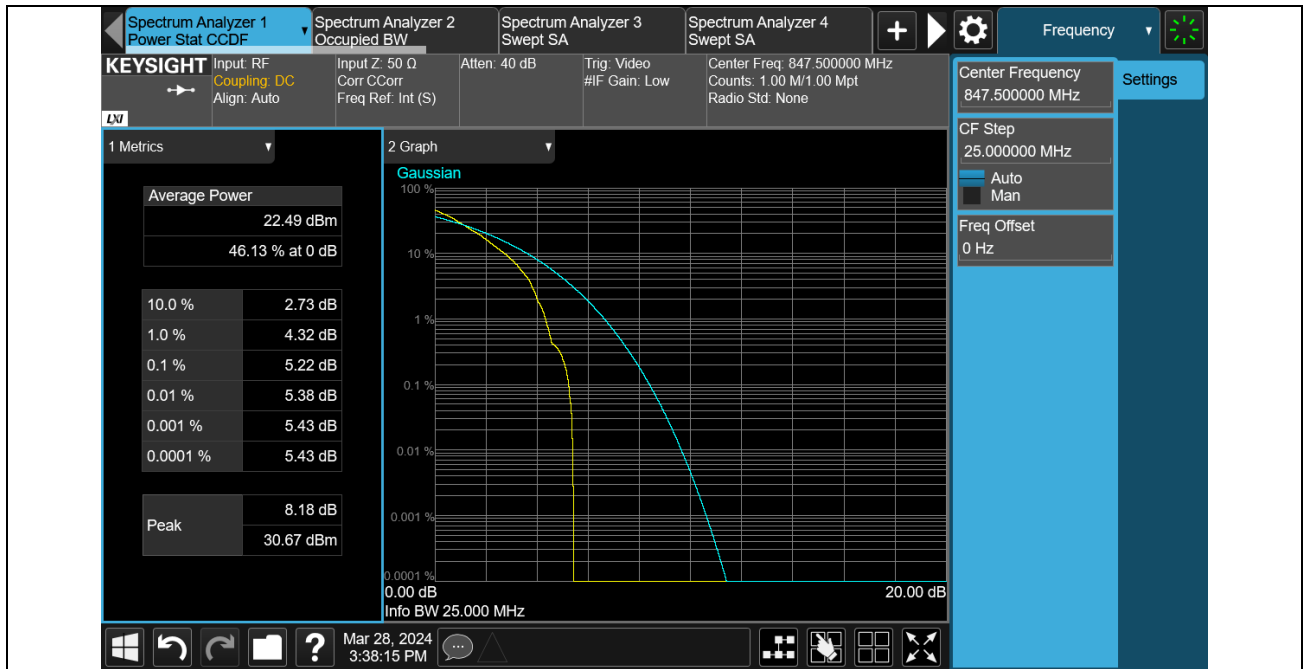 Spectrum Analyzer 1
Power Stat CCDF
Spectrum Analyzer 2
Occupied BW
Spectrum Analyzer 3
Swept SA
Spectrum Analyzer 4
Swept SA
+
Frequency
KEYSIGHT
LXI
Input: RF
Coupling: DC
Align: Auto
Input Z: 50 Ω
Corr CCorr
Freq Ref: Int (S)
Atten: 40 dB
Trig: Video
#IF Gain: Low
Center Freq: 847.500000 MHz
Counts: 1.00 M/1.00 Mpt
Radio Std: None
Center Frequency
847.500000 MHz
Settings
CF Step
25.000000 MHz
Auto
Man
Freq Offset
0 Hz
1 Metrics
Average Power
22.49 dBm
46.13 % at 0 dB
10.0 % 2.73 dB
1.0 % 4.32 dB
0.1 % 5.22 dB
0.01 % 5.38 dB
0.001 % 5.43 dB
0.0001 % 5.43 dB
Peak
8.18 dB
30.67 dBm
2 Graph
Gaussian
100 %
10 %
1 %
0.1 %
0.01 %
0.001 %
0.0001 %
0.00 dB
20.00 dB
Info BW 25.000 MHz
?
Mar 28, 2024
3:38:15 PM